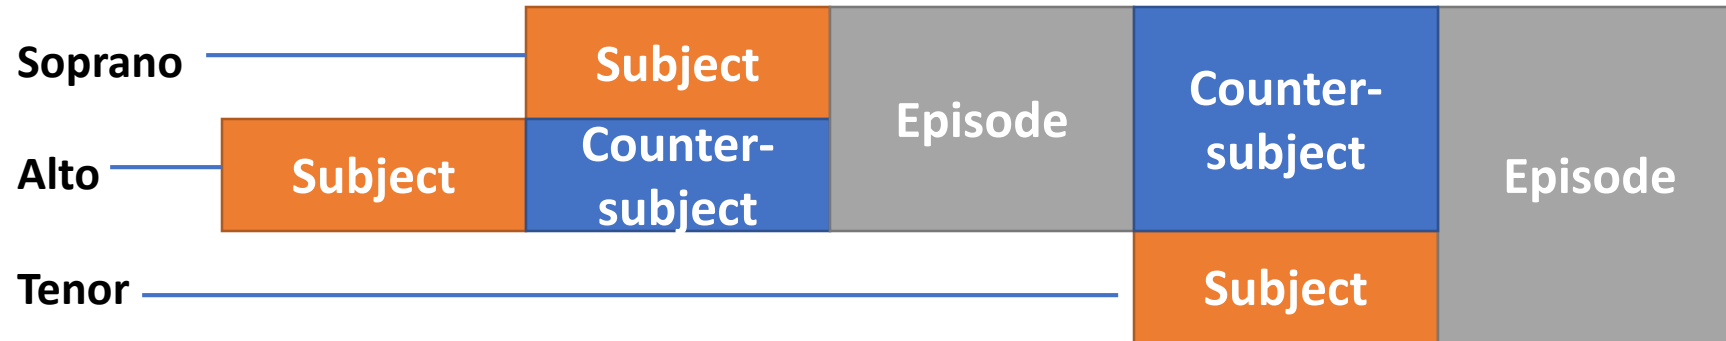 Soprano
Subject
Episode
Counter-
subject
Episode
Alto
Subject
Counter-
subject
Tenor
Subject